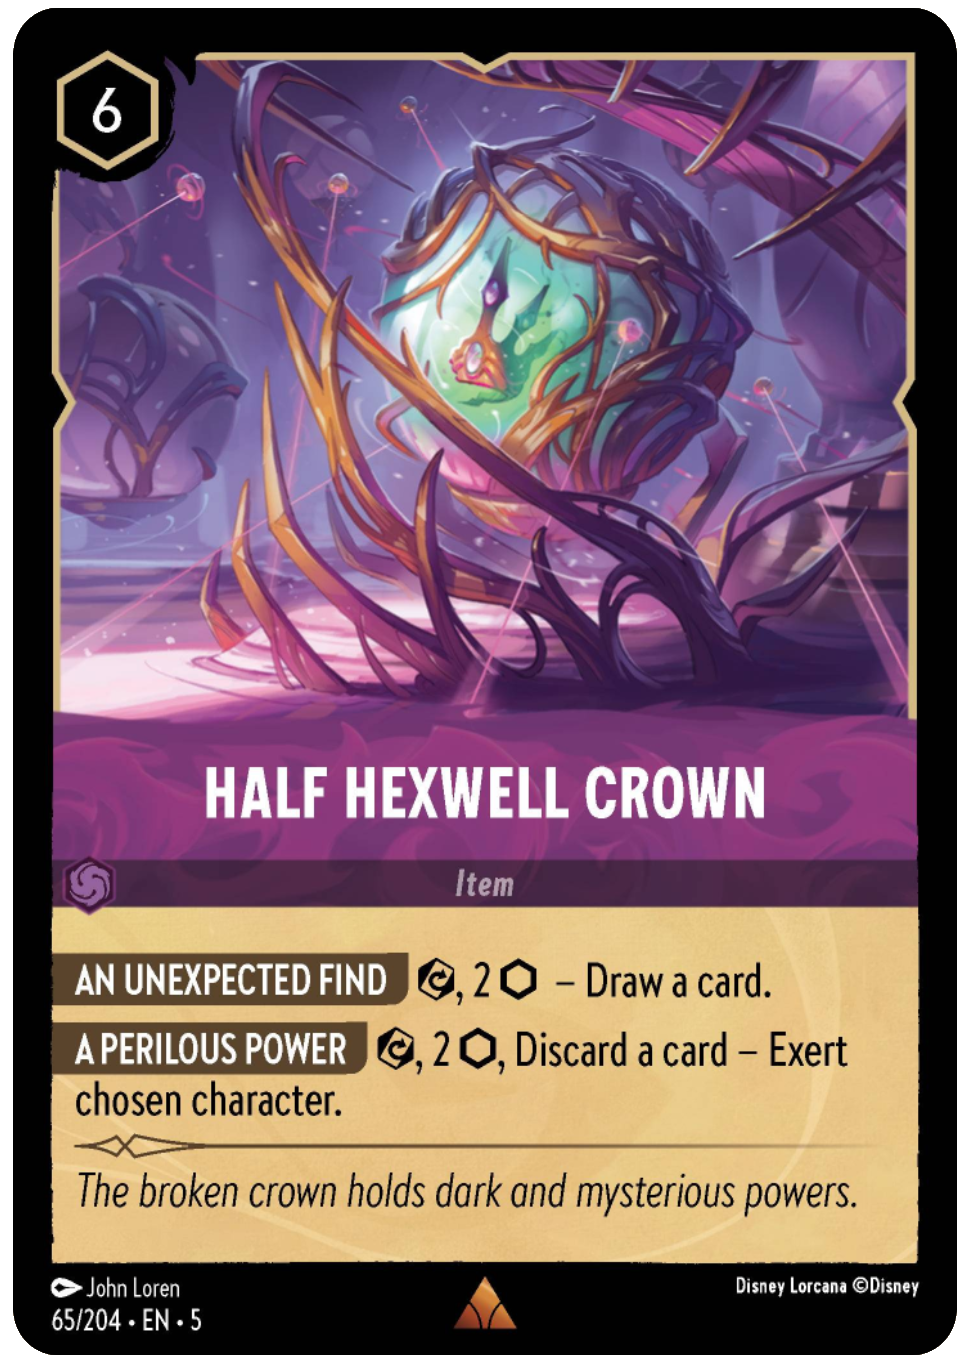 6
HALF HEXWELL CROWN
Item
AN UNEXPECTED FIND , 2 – Draw a card.
A PERILOUS POWER , 2 , Discard a card – Exert
chosen character.
The broken crown holds dark and mysterious powers.
John Loren
Disney Lorcana ©Disney
65/204 • EN • 5